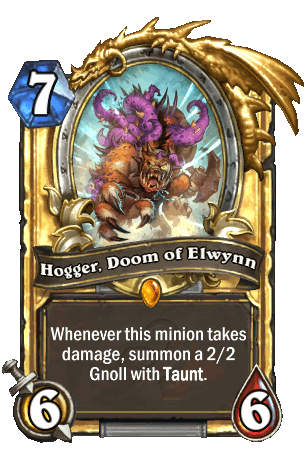 7
Hogger, Doom of Elwynn
Whenever this minion takes
damage, summon a 2/2
Gnoll with Taunt.
6
6